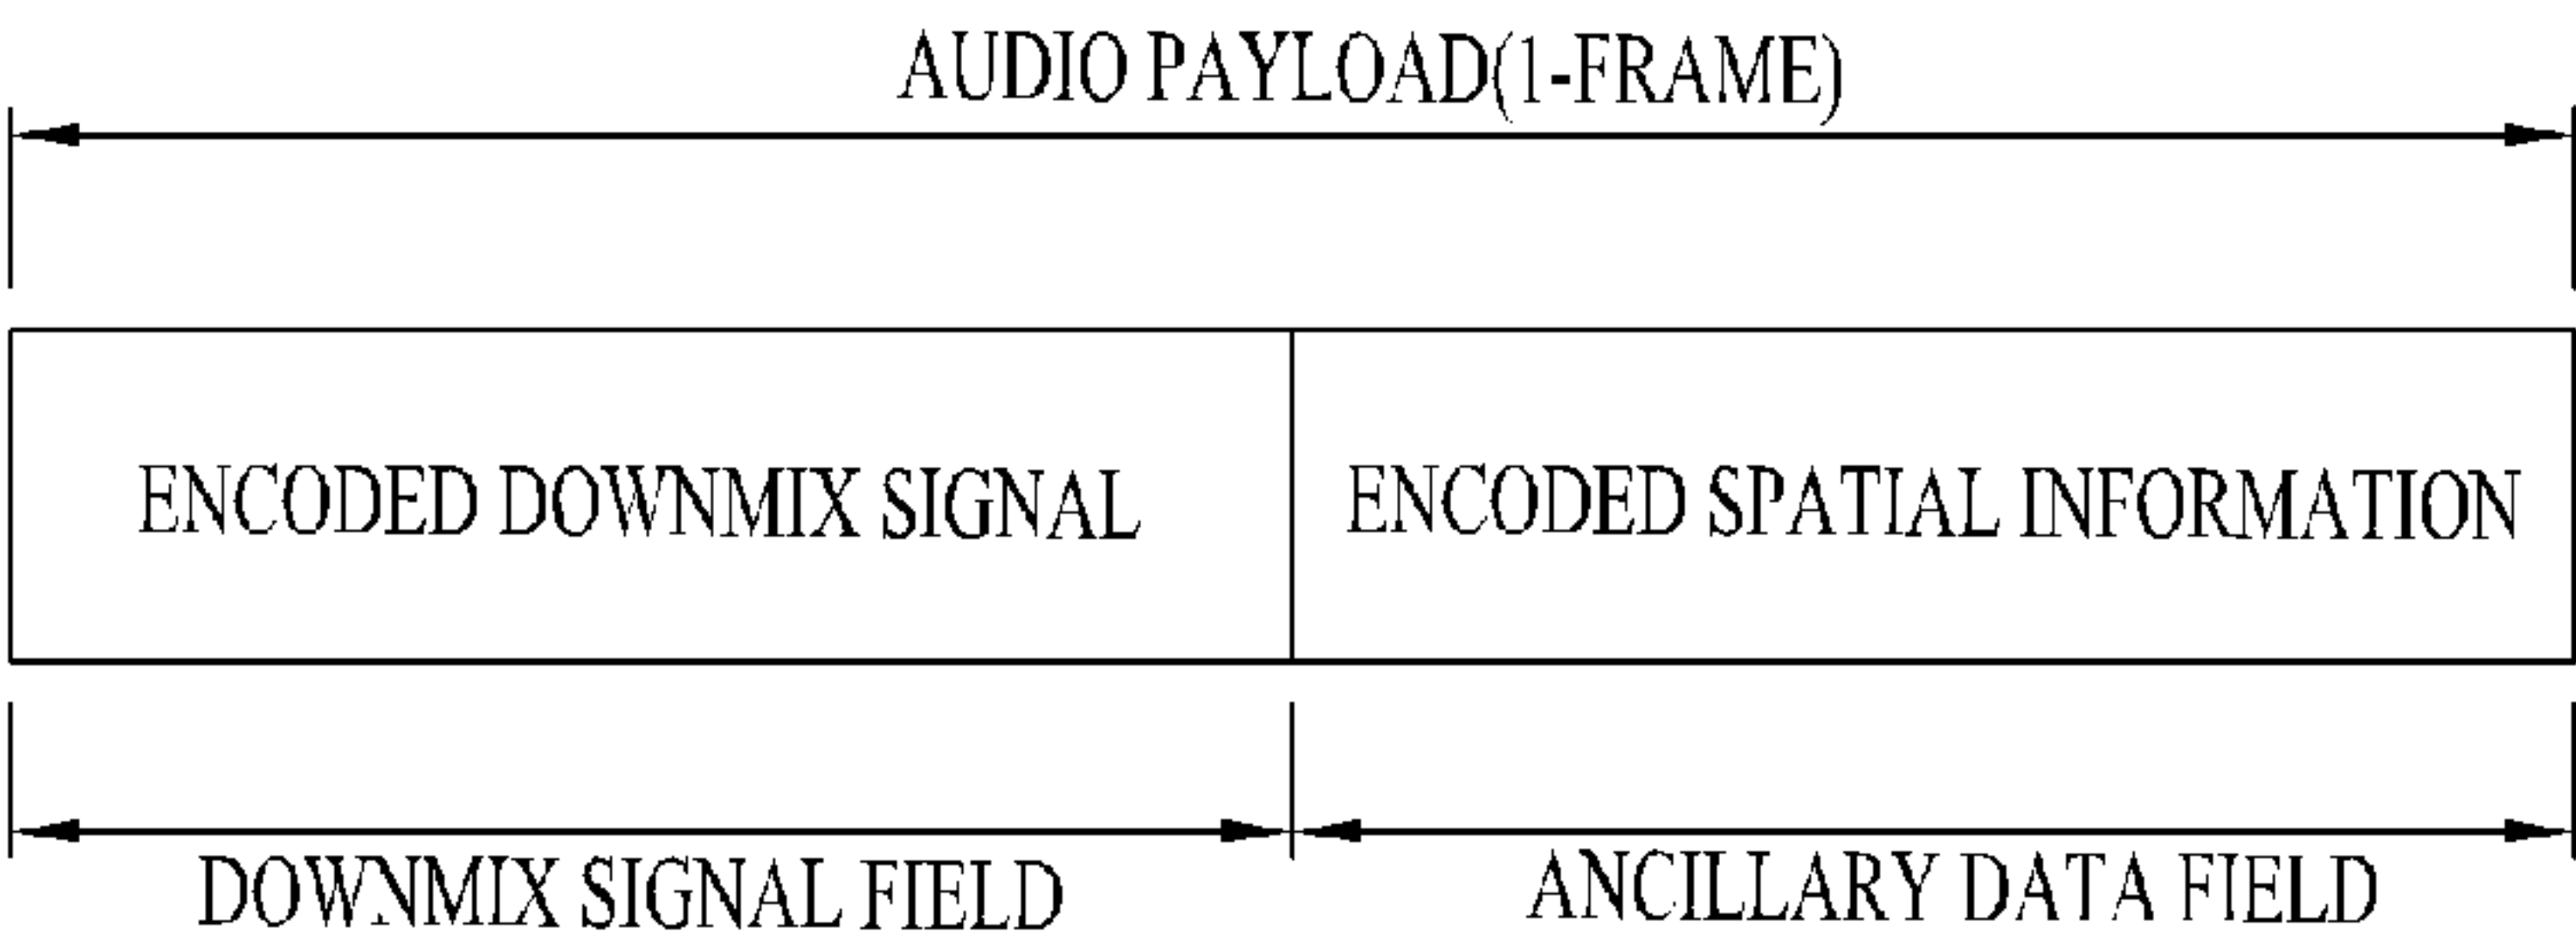 AUDIO PAYLOAD(1-FRAME)
ENCODED DOWNMIX SIGNAL
ENCODED SPATIAL INFORMATION
DOWNMIX SIGNAL FIELD
ANCILLARY DATA FIELD